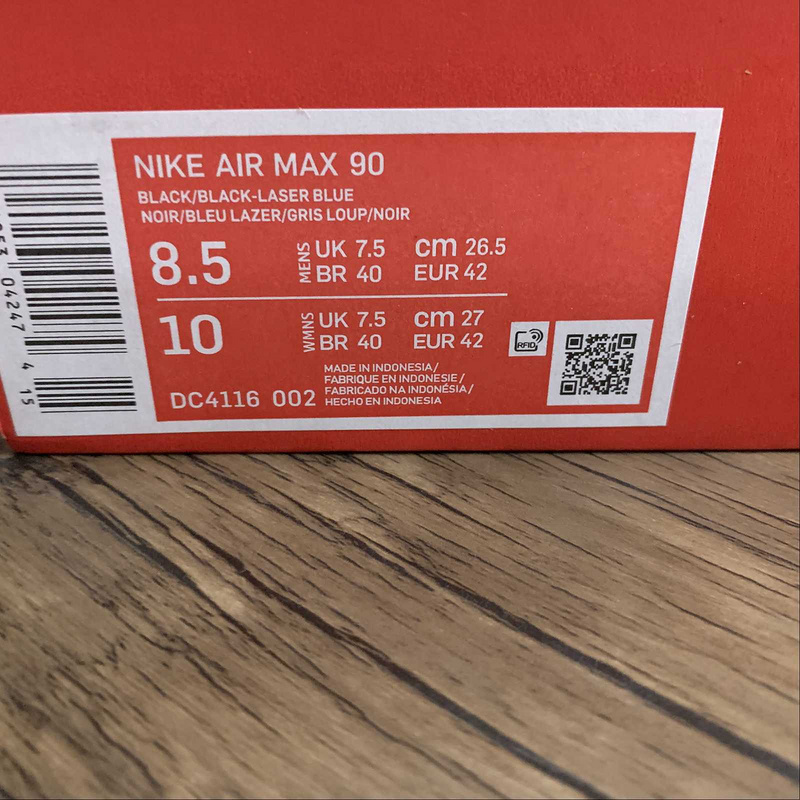 NIKE AIR MAX 90
BLACK/BLACK-LASER BLUE
NOIR/BLEU LAZER/GRIS LOUP/NOIR
8.5 MENS UK 7.5 cm 26.5
BR 40 EUR 42
10 WMNS UK 7.5 cm 27
BR 40 EUR 42
RFID
MADE IN INDONESIA/
FABRIQUE EN INDONESIE/
FABRICADO NA INDONÉSIA/
HECHO EN INDONESIA
DC4116 002
04247 4 15